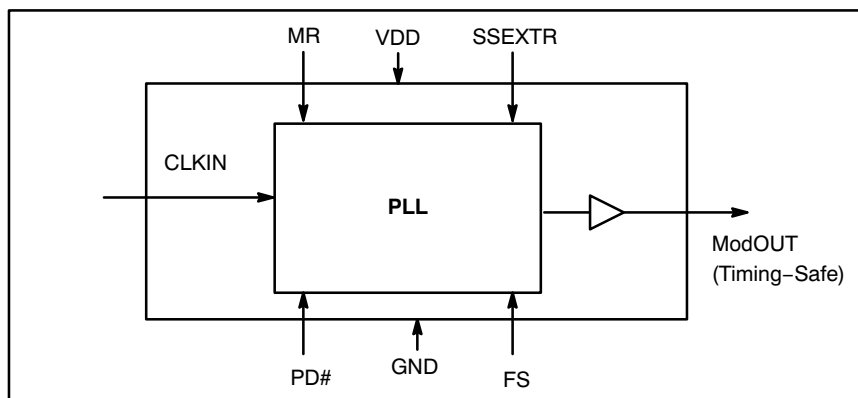 MR
VDD
SSEXTR
CLKIN
PLL
ModOUT
(Timing−Safe)
PD#
GND
FS